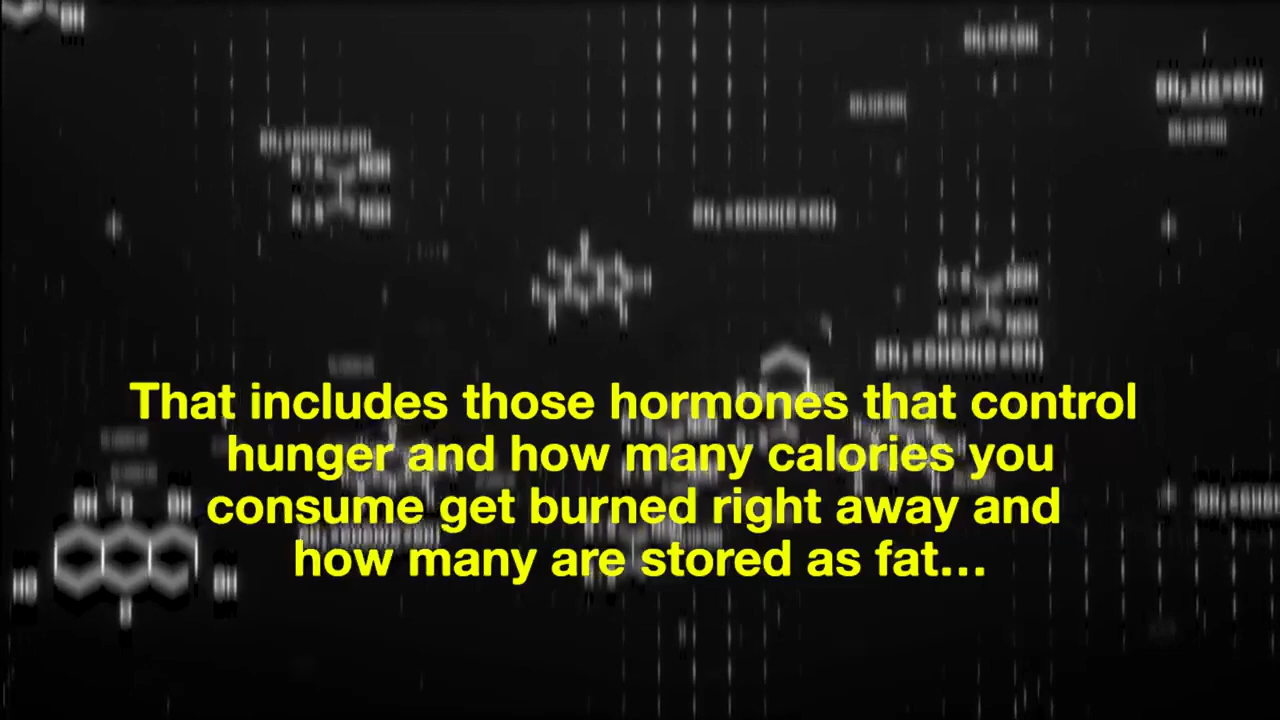 That includes those hormones that control
hunger and how many calories you
consume get burned right away and
how many are stored as fat...